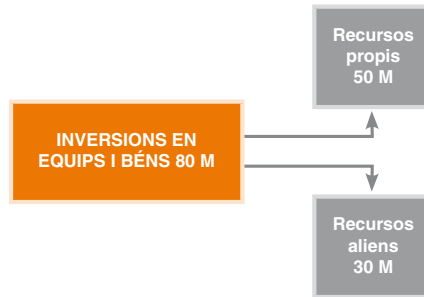 Recursos
propis
50 M
INVERSIONS EN
EQUIPS I BÉNS 80 M
Recursos
aliens
30 M